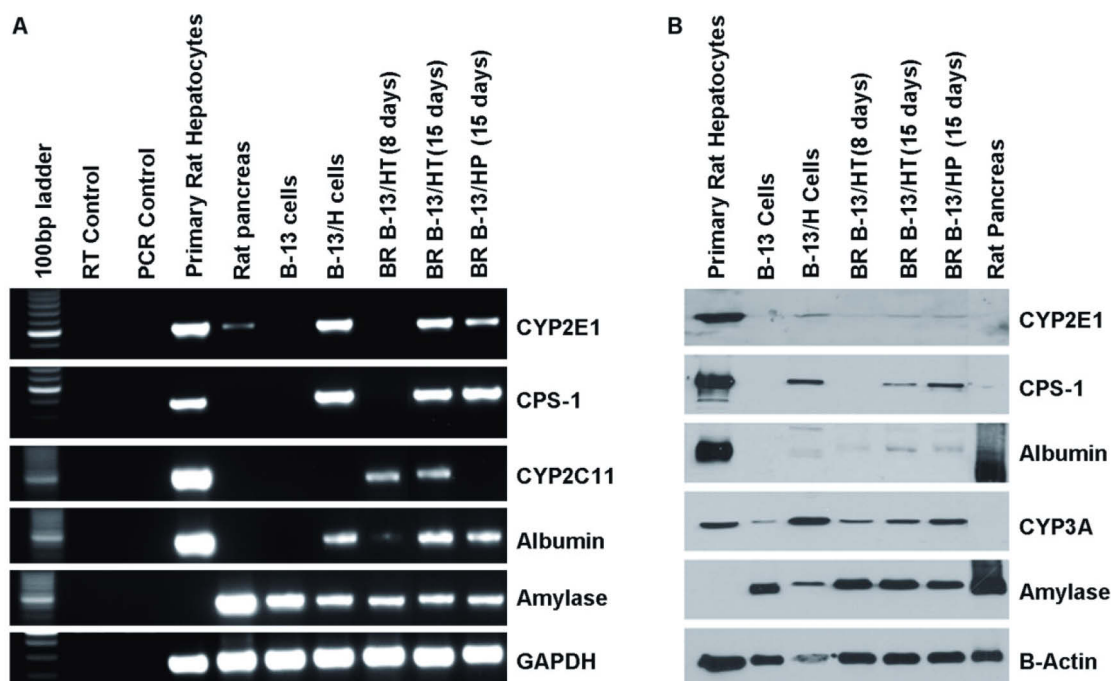 A
100bp ladder
RT Control
PCR Control
Primary Rat Hepatocytes
Rat pancreas
B-13 cells
B-13/H cells
BR B-13/HT (8 days)
BR B-13/HT(15 days)
BR B-13/HP (15 days)
CYP2E1
CPS-1
CYP2C11
Albumin
Amylase
GAPDH
B
Primary Rat Hepatocytes
B-13 Cells
B-13/H Cells
BR B-13/HT(8 days)
BR B-13/HT (15 days)
BR B-13/HP (15 days)
Rat Pancreas
CYP2E1
CPS-1
Albumin
CYP3A
Amylase
B-Actin